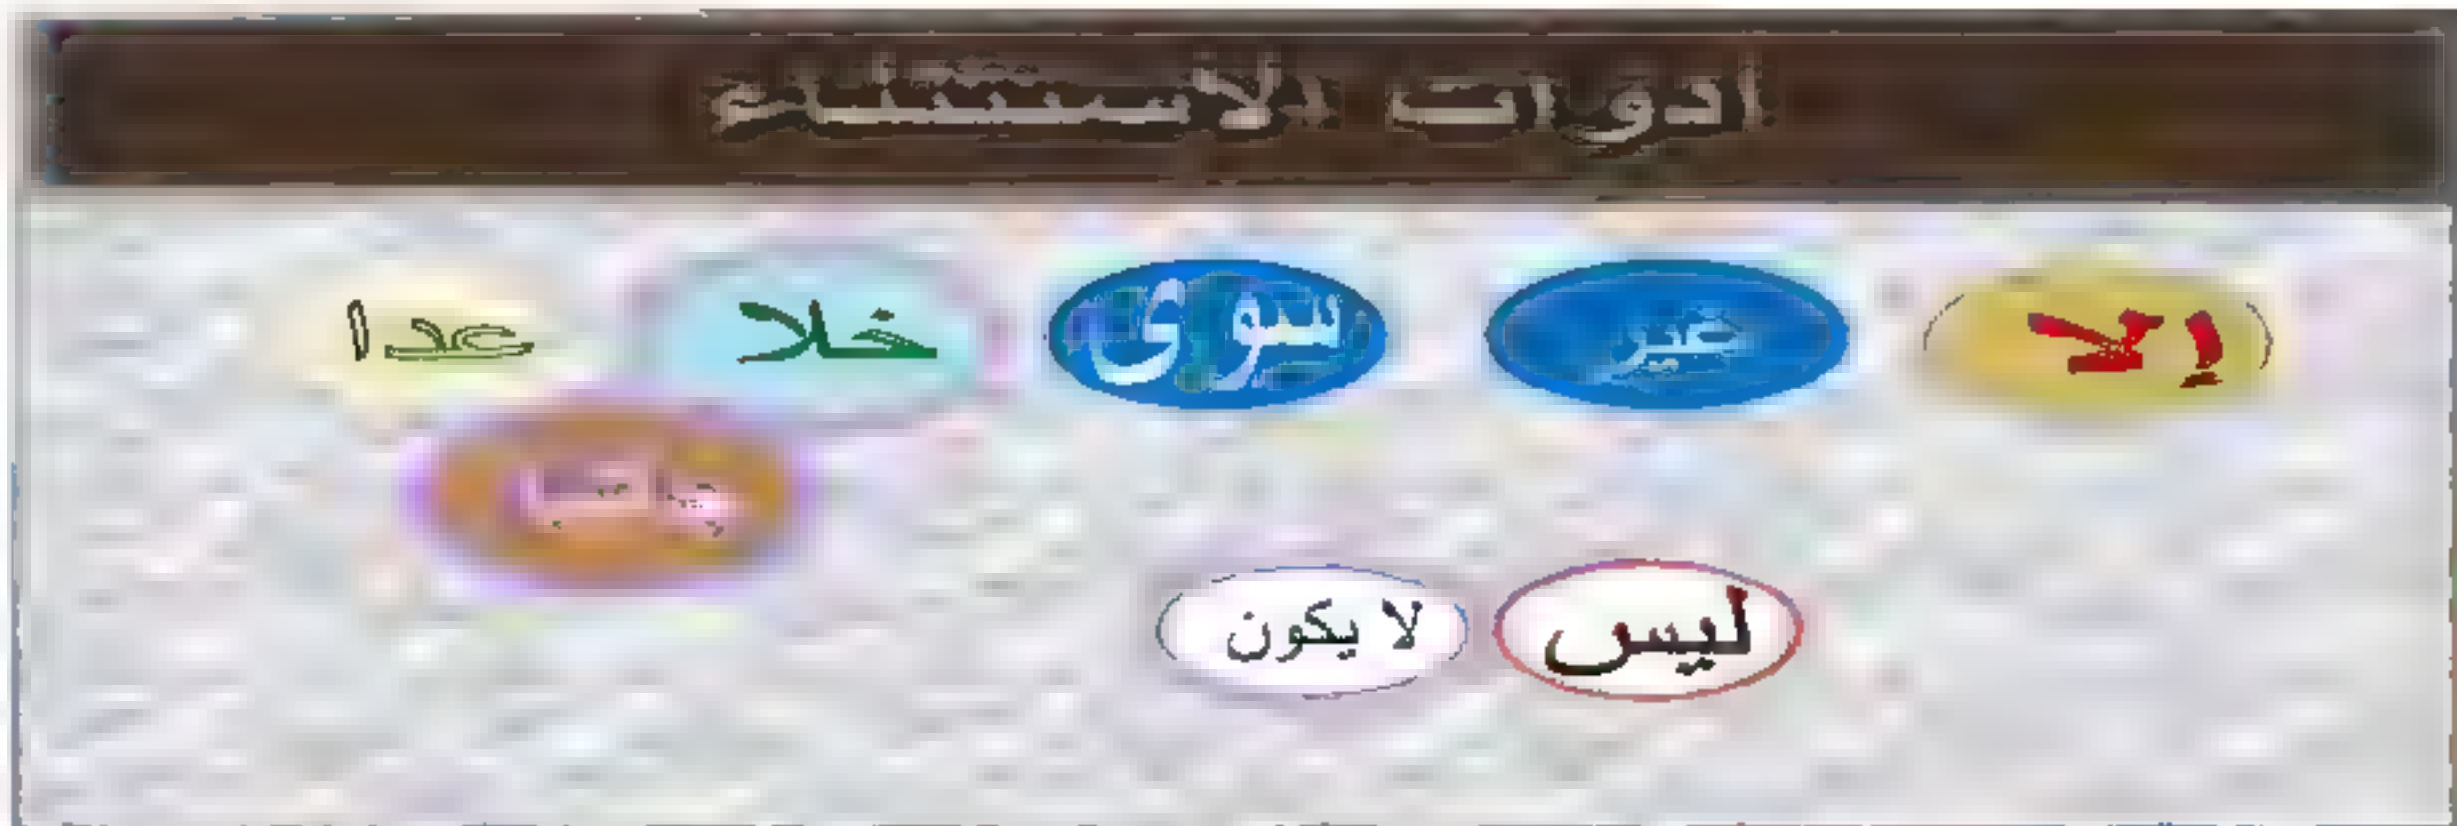 أدوات الاستثناء
إلا غير سوى خلا عدا
ليس لا يكون